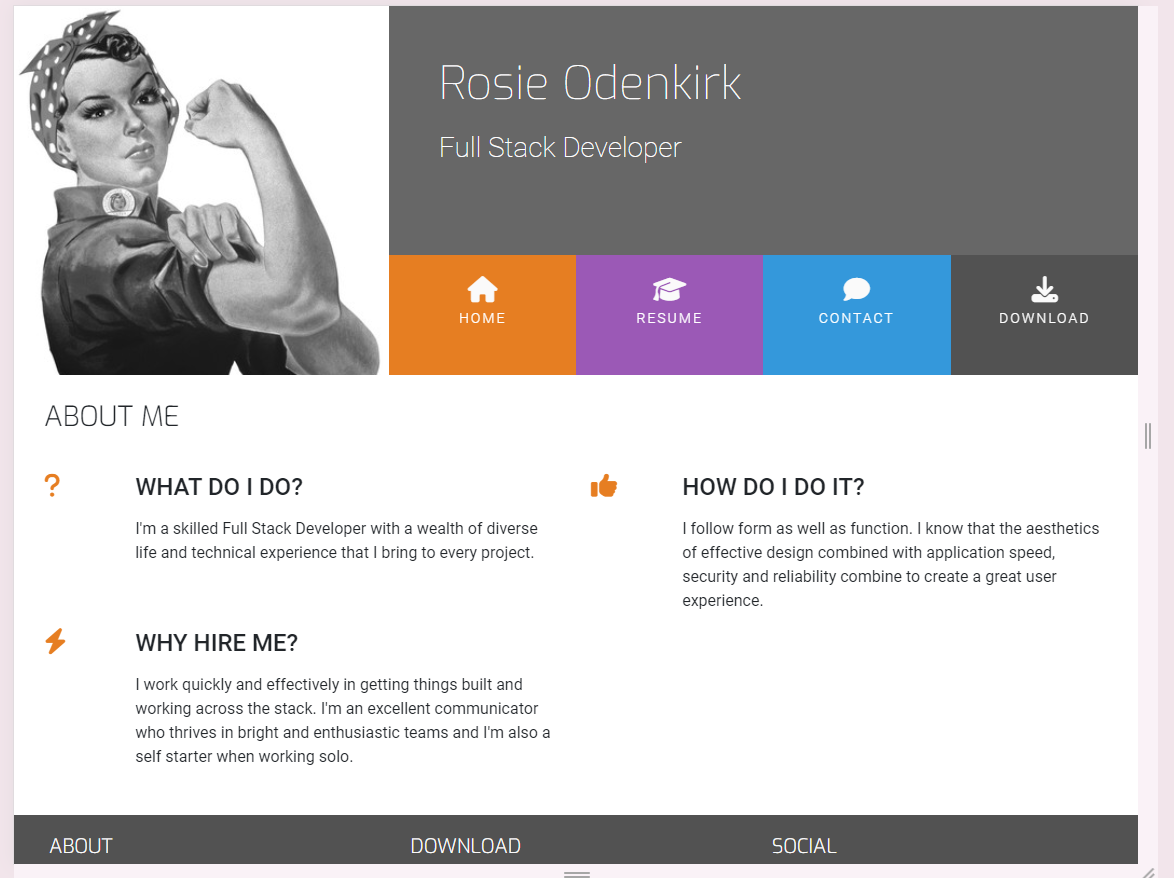 Rosie Odenkirk
Full Stack Developer
HOME
RESUME
CONTACT
DOWNLOAD
ABOUT ME
WHAT DO I DO?
I'm a skilled Full Stack Developer with a wealth of diverse
life and technical experience that I bring to every project.
HOW DO I DO IT?
I follow form as well as function. I know that the aesthetics
of effective design combined with application speed,
security and reliability combine to create a great user
experience.
WHY HIRE ME?
I work quickly and effectively in getting things built and
working across the stack. I'm an excellent communicator
who thrives in bright and enthusiastic teams and I'm also a
self starter when working solo.
ABOUT
DOWNLOAD
SOCIAL